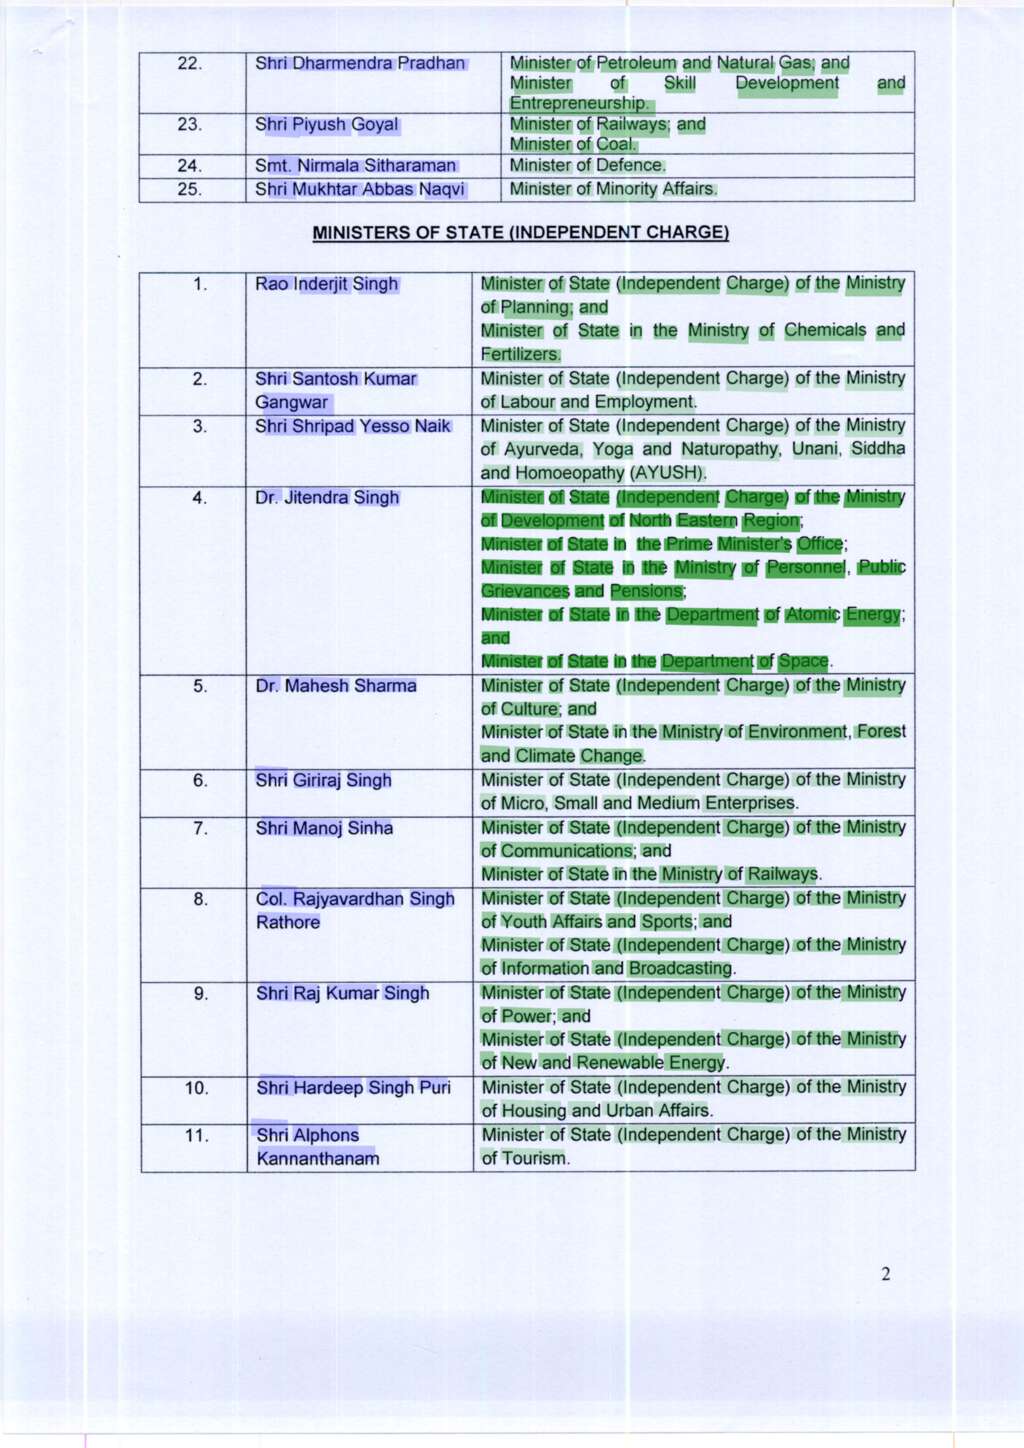 22. Shri Dharmendra Pradhan Minister of Petroleum and Natural Gas; and
Minister of Skill Development and
Entrepreneurship.
23. Shri Piyush Goyal Minister of Railways; and
Minister of Coal.
24. Smt. Nirmala Sitharaman Minister of Defence.
25. Shri Mukhtar Abbas Naqvi Minister of Minority Affairs.
MINISTERS OF STATE (INDEPENDENT CHARGE)
1. Rao Inderjit Singh Minister of State (Independent Charge) of the Ministry
of Planning; and
Minister of State in the Ministry of Chemicals and
Fertilizers.
2. Shri Santosh Kumar Minister of State (Independent Charge) of the Ministry
Gangwar of Labour and Employment.
3. Shri Shripad Yesso Naik Minister of State (Independent Charge) of the Ministry
of Ayurveda, Yoga and Naturopathy, Unani, Siddha
and Homoeopathy (AYUSH).
4. Dr. Jitendra Singh Minister of State (Independent Charge) of the Ministry
of Development of North Eastern Region;
Minister of State in the Prime Minister's Office;
Minister of State in the Ministry of Personnel, Public
Grievances and Pensions;
Minister of State in the Department of Atomic Energy;
and
Minister of State in the Department of Space.
5. Dr. Mahesh Sharma Minister of State (Independent Charge) of the Ministry
of Culture; and
Minister of State in the Ministry of Environment, Forest
and Climate Change.
6. Shri Giriraj Singh Minister of State (Independent Charge) of the Ministry
of Micro, Small and Medium Enterprises.
7. Shri Manoj Sinha Minister of State (Independent Charge) of the Ministry
of Communications; and
Minister of State in the Ministry of Railways.
8. Col. Rajyavardhan Singh Minister of State (Independent Charge) of the Ministry
Rathore of Youth Affairs and Sports; and
Minister of State (Independent Charge) of the Ministry
of Information and Broadcasting.
9. Shri Raj Kumar Singh Minister of State (Independent Charge) of the Ministry
of Power; and
Minister of State (Independent Charge) of the Ministry
of New and Renewable Energy.
10. Shri Hardeep Singh Puri Minister of State (Independent Charge) of the Ministry
of Housing and Urban Affairs.
11. Shri Alphons Minister of State (Independent Charge) of the Ministry
Kannanthanam of Tourism.
2